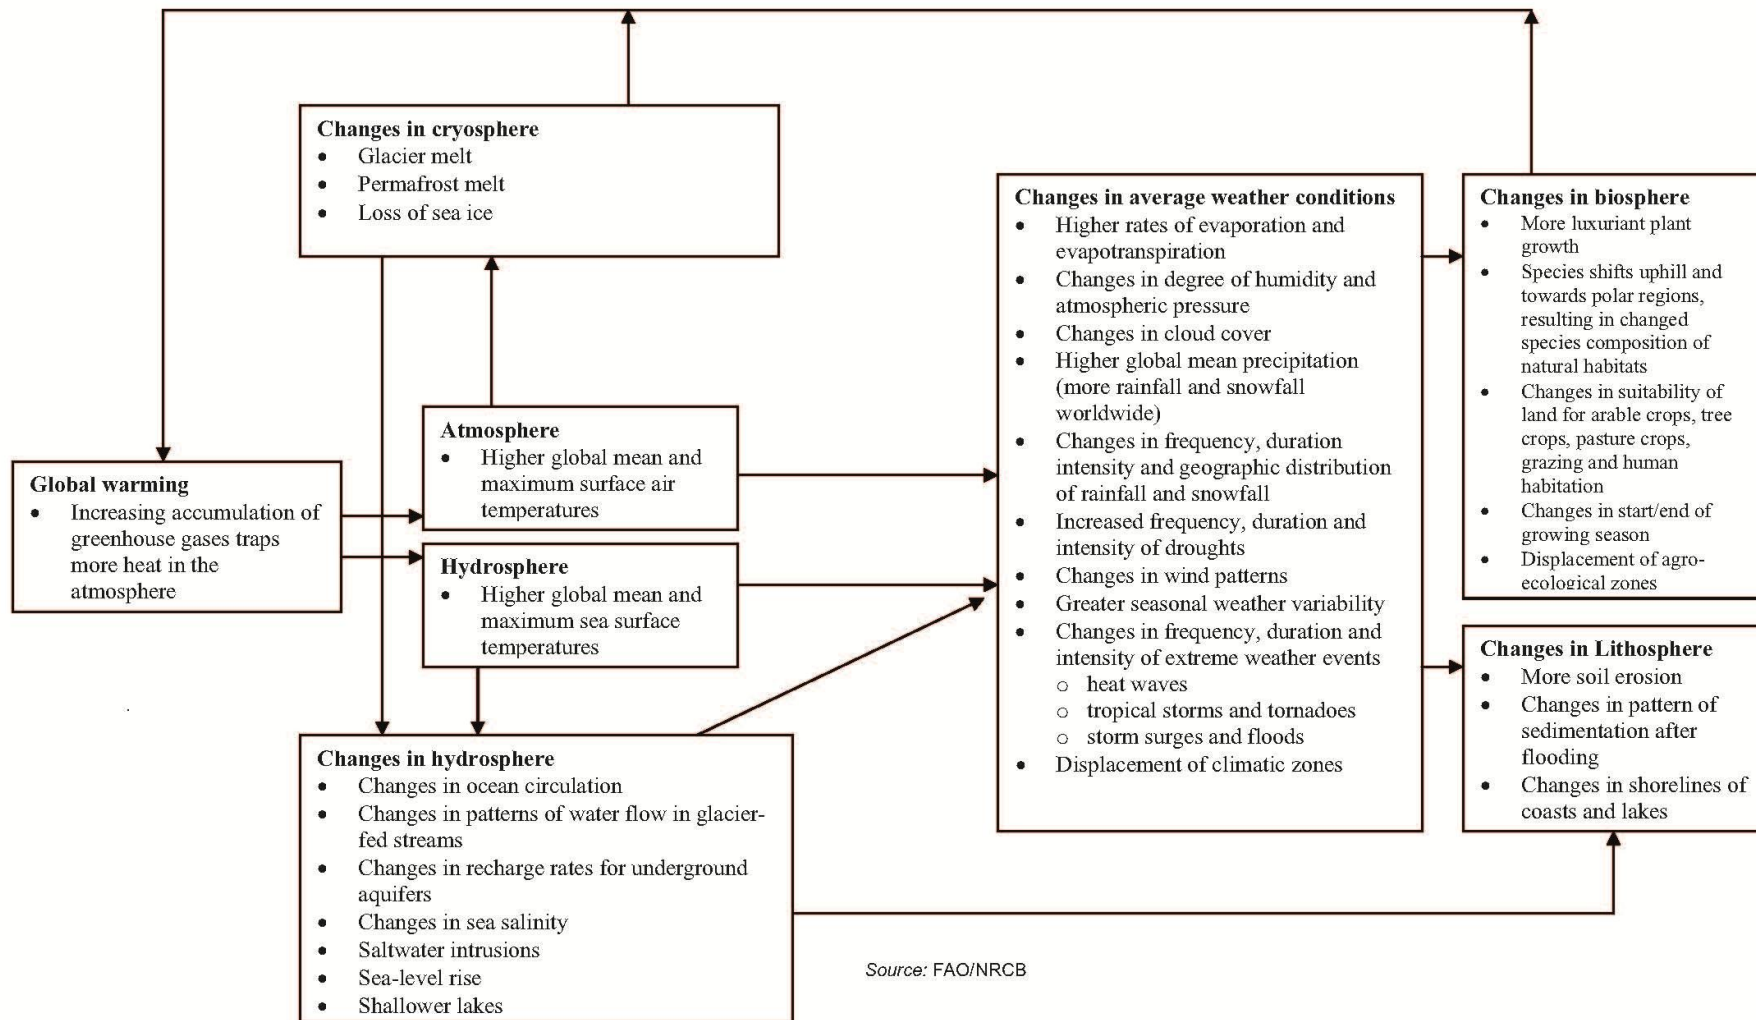 Changes in cryosphere
• Glacier melt
• Permafrost melt
• Loss of sea ice
Global warming
• Increasing accumulation of
greenhouse gases traps
more heat in the
atmosphere
Atmosphere
• Higher global mean and
maximum surface air
temperatures
Hydrosphere
• Higher global mean and
maximum sea surface
temperatures
Changes in hydrosphere
• Changes in ocean circulation
• Changes in patterns of water flow in glacier-
fed streams
• Changes in recharge rates for underground
aquifers
• Changes in sea salinity
• Saltwater intrusions
• Sea-level rise
• Shallower lakes
Changes in average weather conditions
• Higher rates of evaporation and
evapotranspiration
• Changes in degree of humidity and
atmospheric pressure
• Changes in cloud cover
• Higher global mean precipitation
(more rainfall and snowfall
worldwide)
• Changes in frequency, duration
intensity and geographic distribution
of rainfall and snowfall
• Increased frequency, duration and
intensity of droughts
• Changes in wind patterns
• Greater seasonal weather variability
• Changes in frequency, duration and
intensity of extreme weather events
o heat waves
o tropical storms and tornadoes
o storm surges and floods
• Displacement of climatic zones
Changes in biosphere
• More luxuriant plant
growth
• Species shifts uphill and
towards polar regions,
resulting in changed
species composition of
natural habitats
• Changes in suitability of
land for arable crops, tree
crops, pasture crops,
grazing and human
habitation
• Changes in start/end of
growing season
• Displacement of agro-
ecological zones
Changes in Lithosphere
• More soil erosion
• Changes in pattern of
sedimentation after
flooding
• Changes in shorelines of
coasts and lakes
Source: FAO/NRCB